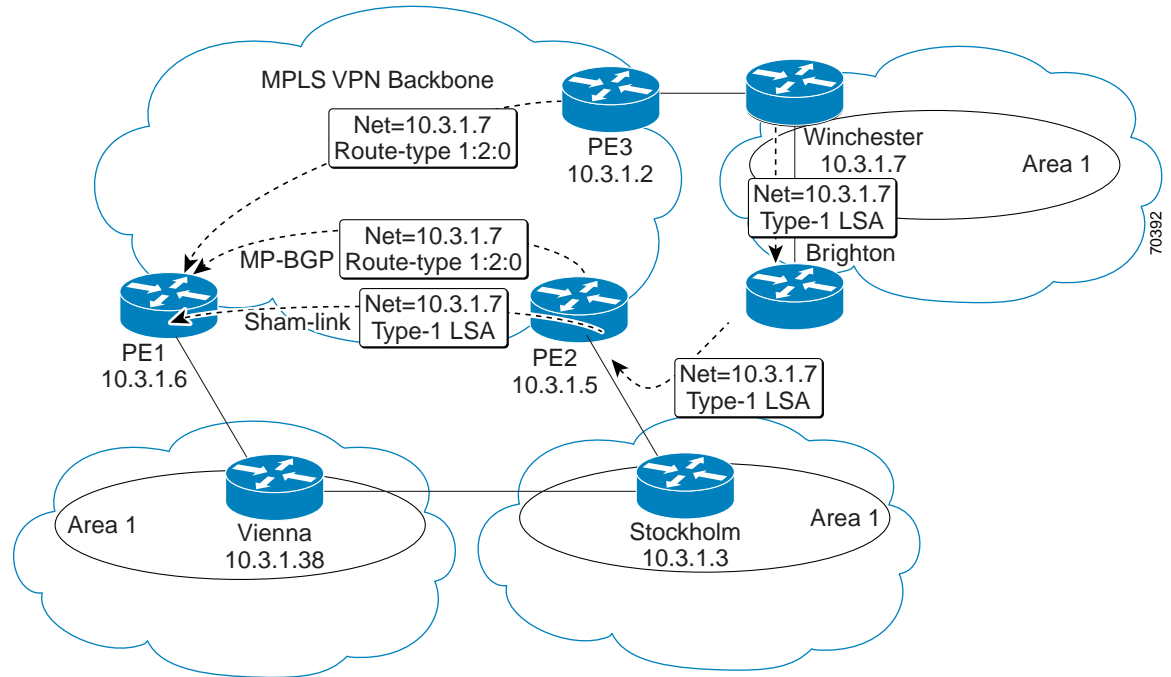 MPLS VPN Backbone
Net=10.3.1.7
Route-type 1:2:0
PE3
10.3.1.2
Winchester
10.3.1.7
Area 1
Net=10.3.1.7
Type-1 LSA
Brighton
70392
MP-BGP
Net=10.3.1.7
Route-type 1:2:0
Sham-link
Net=10.3.1.7
Type-1 LSA
PE1
10.3.1.6
PE2
10.3.1.5
Net=10.3.1.7
Type-1 LSA
Area 1
Vienna
10.3.1.38
Stockholm
10.3.1.3
Area 1